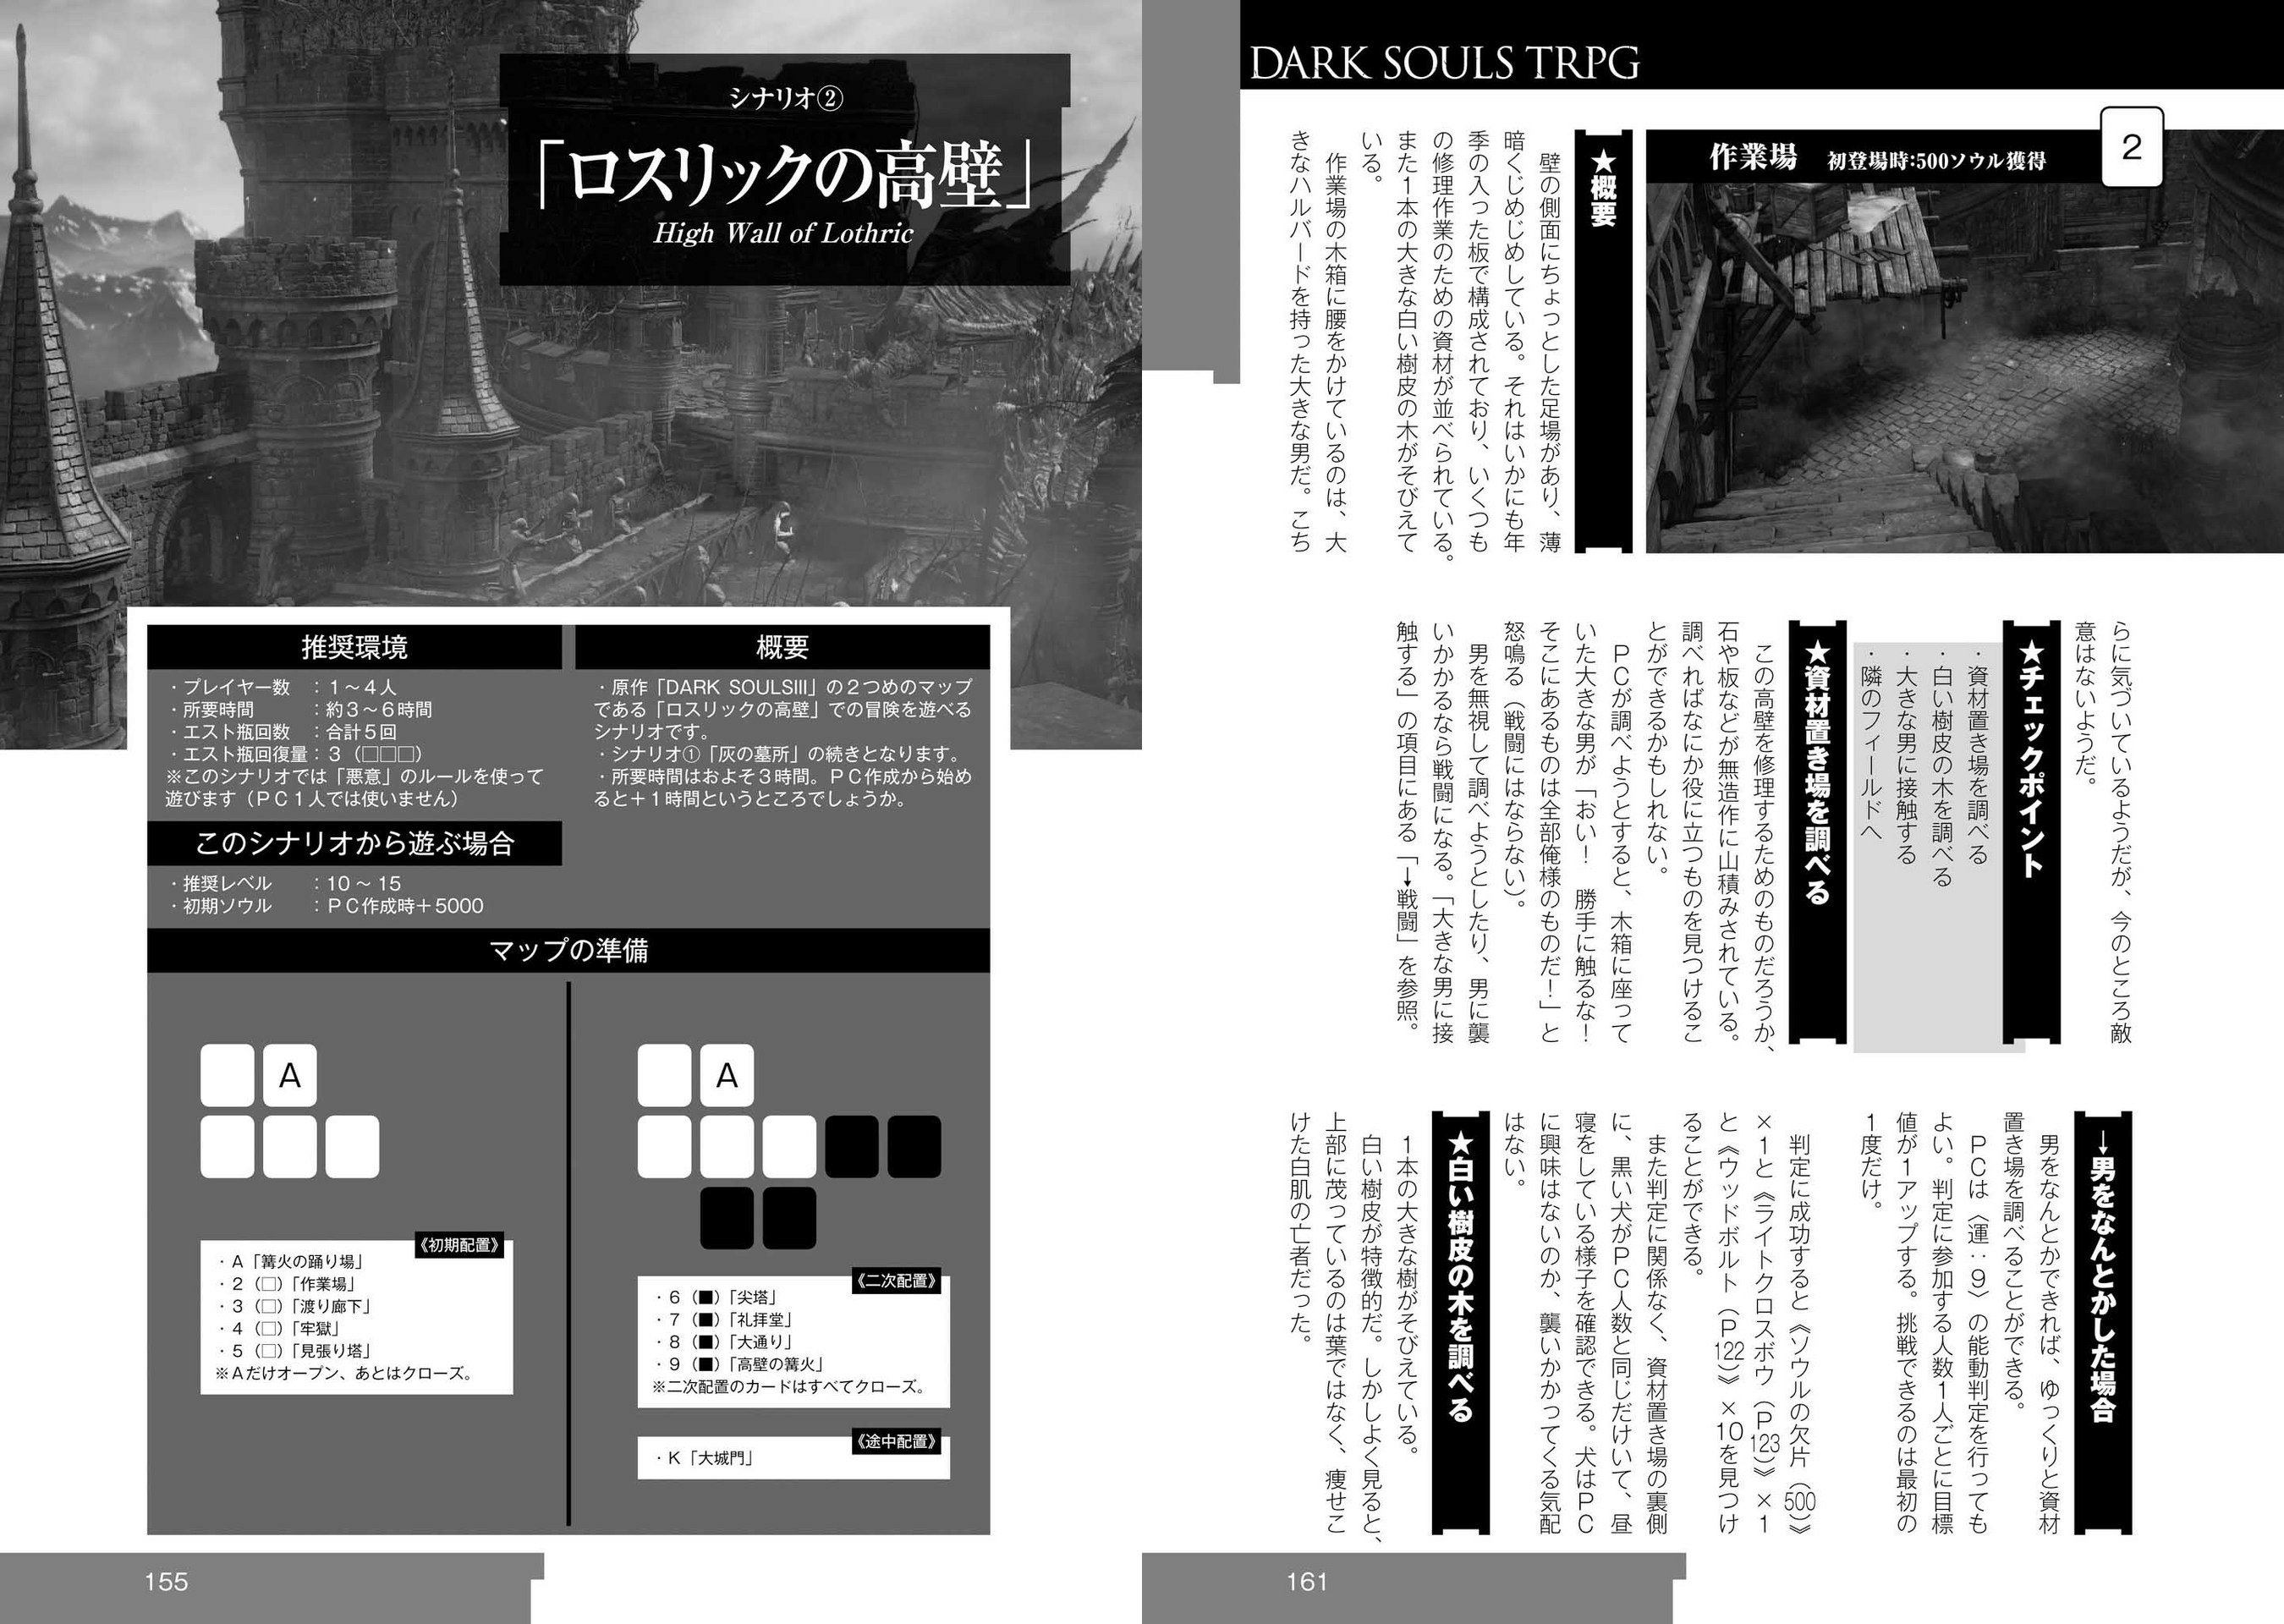 シナリオ②
「ロスリックの高壁」
High Wall of Lothric
推奨環境
・プレイヤー数　：１～４人
・所要時間　　　：約３～６時間
・エスト瓶回数　：合計５回
・エスト瓶回復量：３（□□□）
※このシナリオでは「悪意」のルールを使って
遊びます（ＰＣ１人では使いません）
このシナリオから遊ぶ場合
・推奨レベル　　：10 ～ 15
・初期ソウル　　：ＰＣ作成時＋5000
概要
・原作「DARK SOULSⅢ」の２つめのマップ
である「ロスリックの高壁」での冒険を遊べる
シナリオです。
・シナリオ①「灰の墓所」の続きとなります。
・所要時間はおよそ３時間。ＰＣ作成から始め
ると＋１時間というところでしょうか。
マップの準備
A
《初期配置》
・A「篝火の踊り場」
・2（□）「作業場」
・3（□）「渡り廊下」
・4（□）「牢獄」
・5（□）「見張り塔」
※Aだけオープン、あとはクローズ。
A
《二次配置》
・6（■）「尖塔」
・7（■）「礼拝堂」
・8（■）「大通り」
・9（■）「高壁の篝火」
※二次配置のカードはすべてクローズ。
《途中配置》
・K「大城門」
155
DARK SOULS TRPG
2
作業場　初登場時:500ソウル獲得
★概要
壁の側面にちょっとした足場があり、薄
暗くじめじめしている。それはいかにも年
季の入った板で構成されており、いくつも
の修理作業のための資材が並べられている。
また１本の大きな白い樹皮の木がそびえて
いる。
作業場の木箱に腰をかけているのは、大
きなハルバードを持った大きな男だ。こち
らに気づいているようだが、今のところ敵
意はないようだ。
★チェックポイント
・資材置き場を調べる
・白い樹皮の木を調べる
・大きな男に接触する
・隣のフィールドへ
★資材置き場を調べる
この高壁を修理するためのものだろうか、
石や板などが無造作に山積みされている。
調べればなにか役に立つものを見つけるこ
とができるかもしれない。
ＰＣが調べようとすると、木箱に座って
いた大きな男が「おい！　勝手に触るな！
そこにあるものは全部俺様のものだ！」と
怒鳴る（戦闘にはならない）。
男を無視して調べようとしたり、男に襲
いかかるなら戦闘になる。「大きな男に接
触する」の項目にある「→戦闘」を参照。
→男をなんとかした場合
男をなんとかできれば、ゆっくりと資材
置き場を調べることができる。
ＰＣは〈運：９〉の能動判定を行っても
よい。判定に参加する人数１人ごとに目標
値が１アップする。挑戦できるのは最初の
１度だけ。
判定に成功すると《ソウルの欠片（500）》
×１と《ライトクロスボウ（Ｐ123）》×１
と《ウッドボルト（Ｐ122）》×10を見つけ
ることができる。
また判定に関係なく、資材置き場の裏側
に、黒い犬がＰＣ人数と同じだけいて、昼
寝をしている様子を確認できる。犬はＰＣ
に興味はないのか、襲いかかってくる気配
はない。
★白い樹皮の木を調べる
１本の大きな樹がそびえている。
白い樹皮が特徴的だ。しかしよく見ると、
上部に茂っているのは葉ではなく、痩せこ
けた白肌の亡者だった。
161